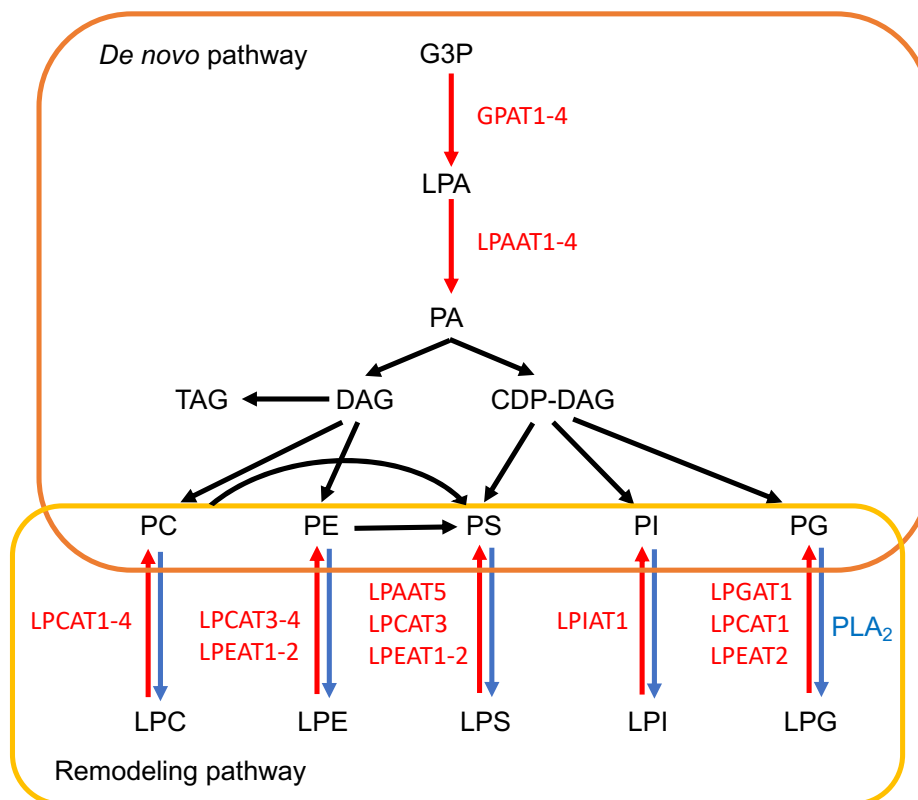 De novo pathway
G3P
GPAT1-4
LPA
LPAAT1-4
PA
TAG
DAG
CDP-DAG
PC
PE
PS
PI
PG
LPCAT1-4
LPCAT3-4
LPEAT1-2
LPAAT5
LPCAT3
LPEAT1-2
LPIAT1
LPGAT1
LPCAT1
LPEAT2
PLA₂
LPC
LPE
LPS
LPI
LPG
Remodeling pathway